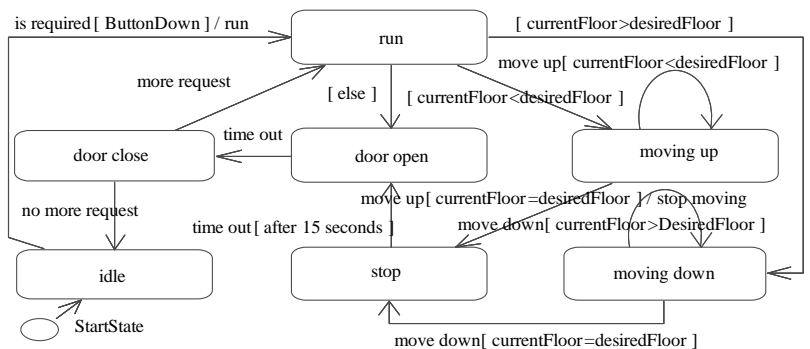 is required[ ButtonDown ] / run
run
[ currentFloor>desiredFloor ]
move up[ currentFloor<desiredFloor ]
more request
[ else ]
[ currentFloor<desiredFloor ]
time out
door close
door open
moving up
move up[ currentFloor=desiredFloor ] / stop moving
no more request
time out[ after 15 seconds ]
move down[ currentFloor>DesiredFloor ]
idle
stop
moving down
StartState
move down[ currentFloor=desiredFloor ]